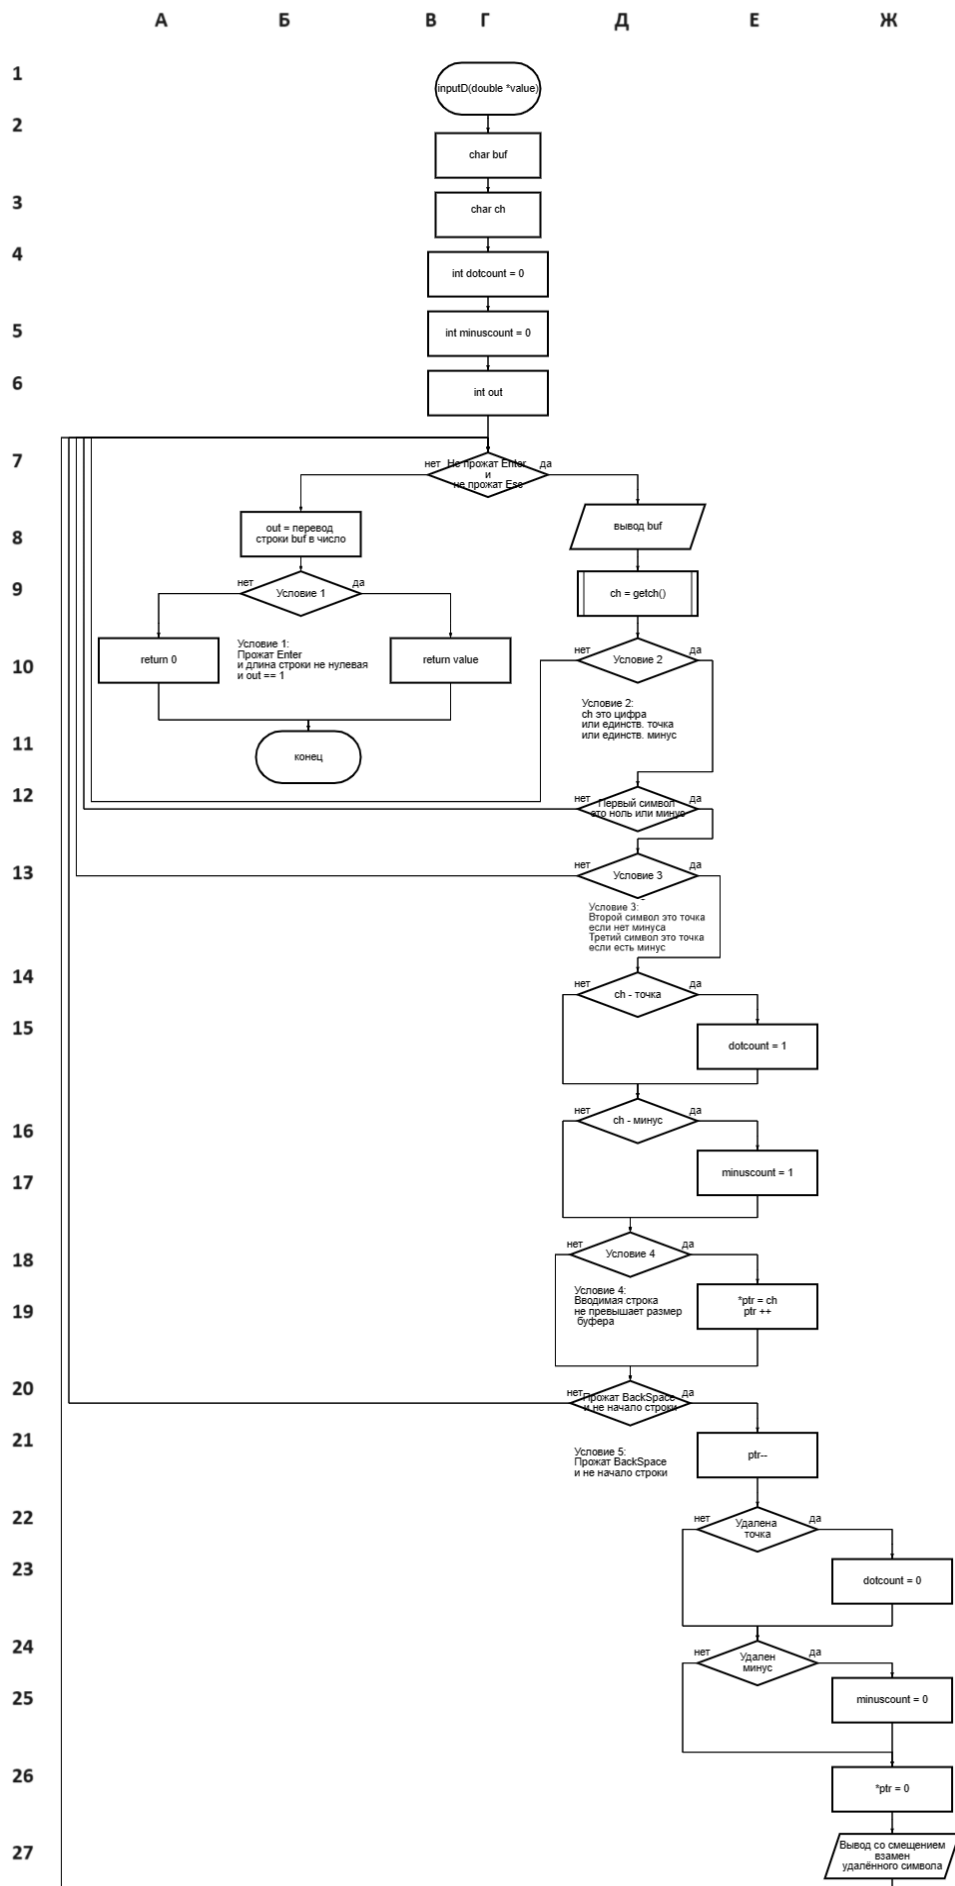 А Б В Г Д Е Ж
1
inputD(double *value)
2
char buf
3
char ch
4
int dotcount = 0
5
int minuscount = 0
6
int out
7
нет
Не прожат Enter
и
не прожат Esc
да
8
out = перевод
строки buf в число
вывод buf
9
нет
Условие 1
да
ch = getch()
10
return 0
Условие 1:
Прожат Enter
и длина строки не нулевая
и out == 1
return value
нет
Условие 2
да
Условие 2:
ch это цифра
или единств. точка
или единств. минус
11
конец
12
нет
Первый символ
это ноль или минус
да
13
нет
Условие 3
да
Условие 3:
Второй символ это точка
если нет минуса
Третий символ это точка
если есть минус
14
нет
ch - точка
да
15
dotcount = 1
16
нет
ch - минус
да
17
minuscount = 1
18
нет
Условие 4
да
19
Условие 4:
Вводимая строка
не превышает размер
буфера
*ptr = ch
ptr ++
20
нет
Прожат BackSpace
и не начало строки
да
21
Условие 5:
Прожат BackSpace
и не начало строки
ptr--
22
нет
Удалена
точка
да
23
dotcount = 0
24
нет
Удален
минус
да
25
minuscount = 0
26
*ptr = 0
27
Вывод со смещением
взамен
удалённого символа